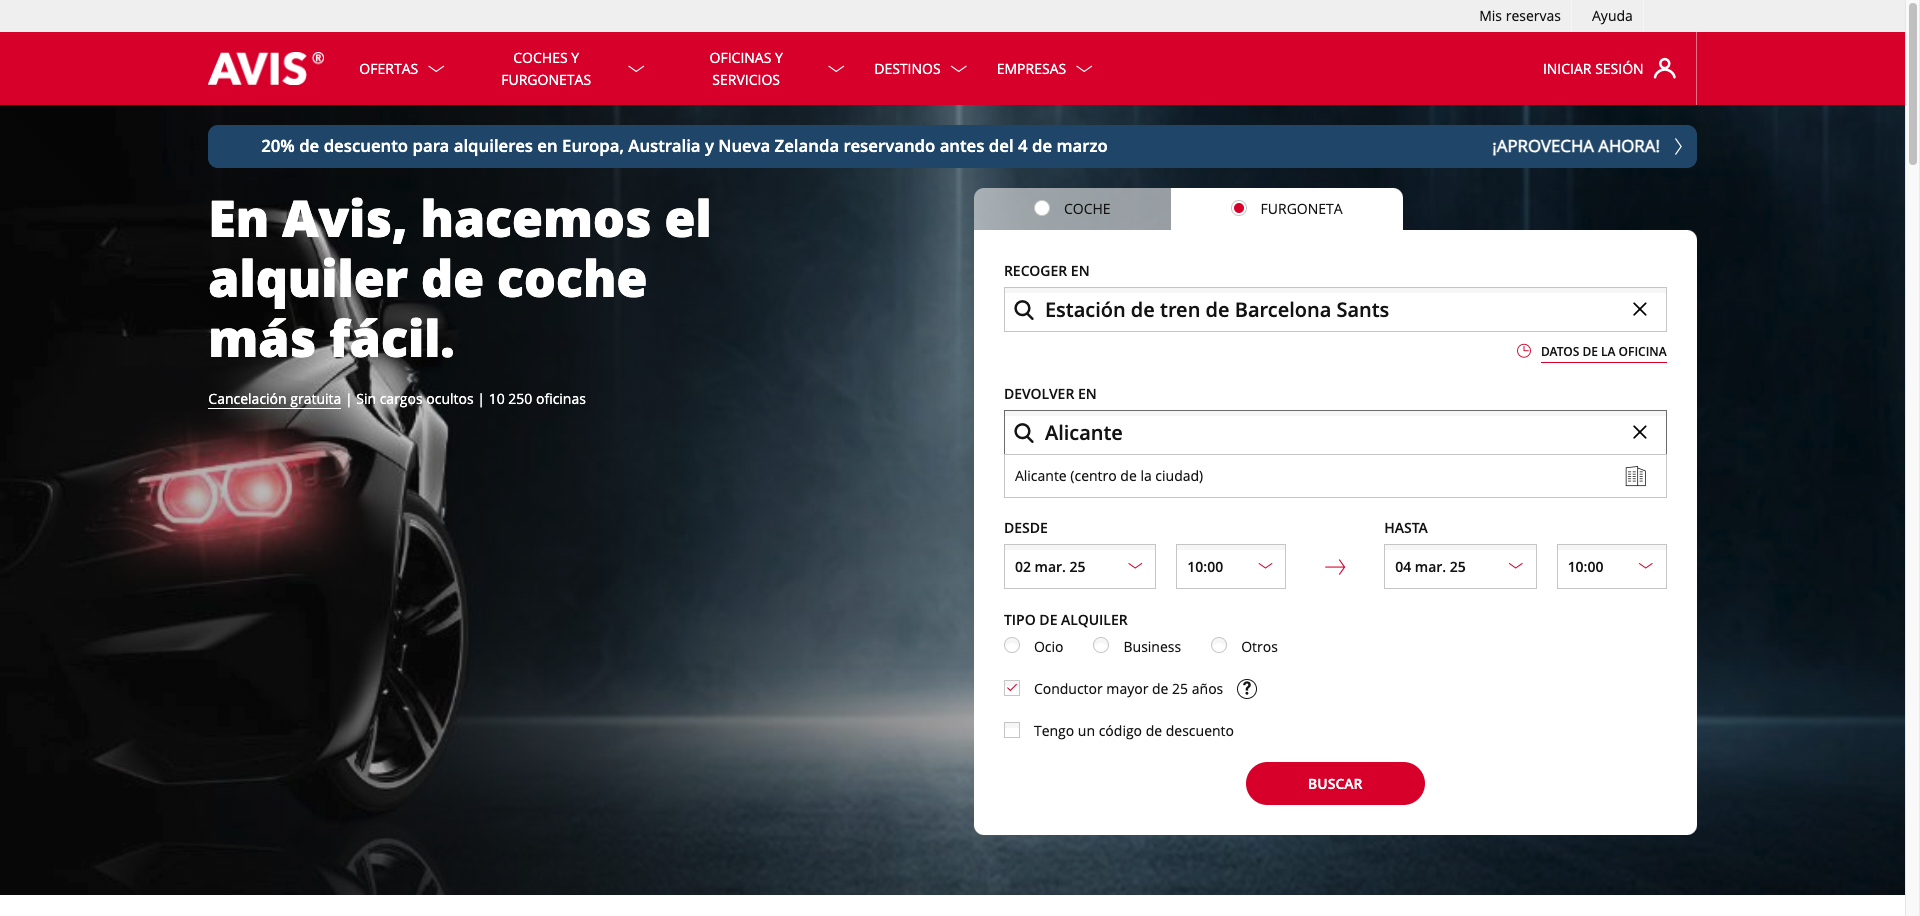 Mis reservas
Ayuda
AVIS®
OFERTAS
COCHES Y
FURGONETAS
OFICINAS Y
SERVICIOS
DESTINOS
EMPRESAS
INICIAR SESIÓN
20% de descuento para alquileres en Europa, Australia y Nueva Zelanda reservando antes del 4 de marzo
¡APROVECHA AHORA!
En Avis, hacemos el
alquiler de coche
más fácil.
Cancelación gratuita | Sin cargos ocultos | 10 250 oficinas
COCHE
FURGONETA
RECOGER EN
Estación de tren de Barcelona Sants
DATOS DE LA OFICINA
DEVOLVER EN
Alicante
Alicante (centro de la ciudad)
DESDE
HASTA
02 mar. 25
10:00
04 mar. 25
10:00
TIPO DE ALQUILER
Ocio
Business
Otros
Conductor mayor de 25 años ?
Tengo un código de descuento
BUSCAR